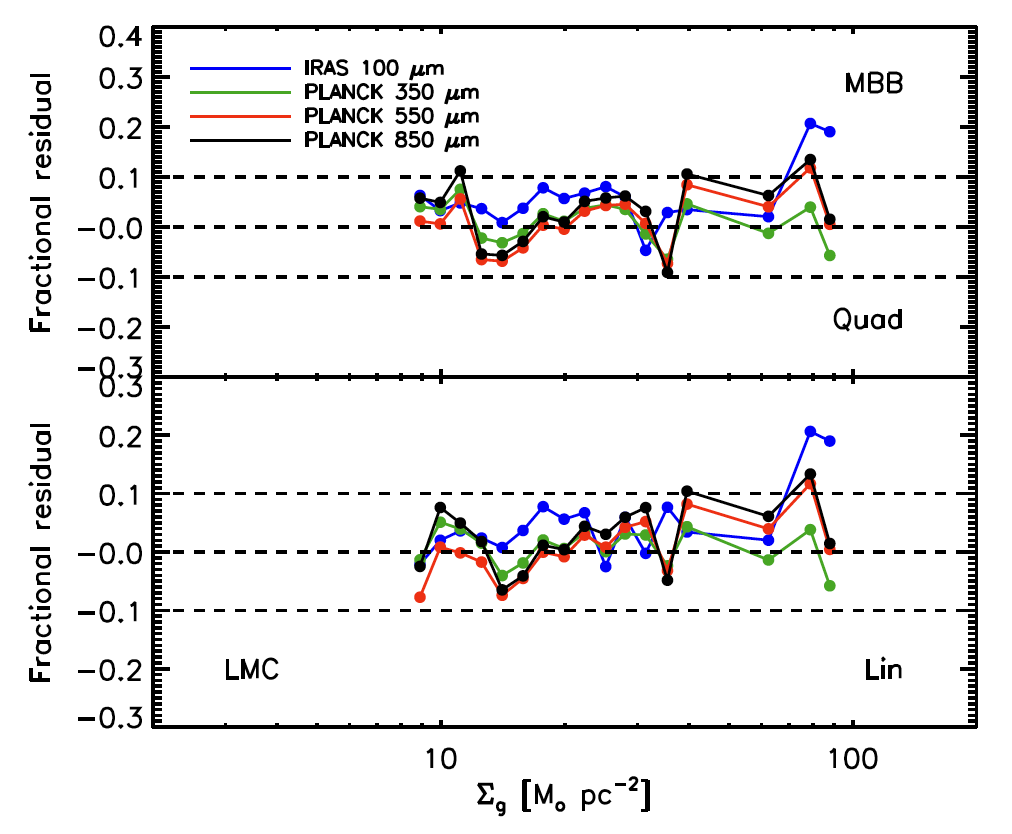 0.4
0.3
0.2
0.1
−0.0
−0.1
−0.2
−0.3
Fractional residual
IRAS 100 μm
PLANCK 350 μm
PLANCK 550 μm
PLANCK 850 μm
MBB
Quad
0.3
0.2
0.1
−0.0
−0.1
−0.2
−0.3
Fractional residual
LMC
Lin
10
100
Σg [Mo pc−2]